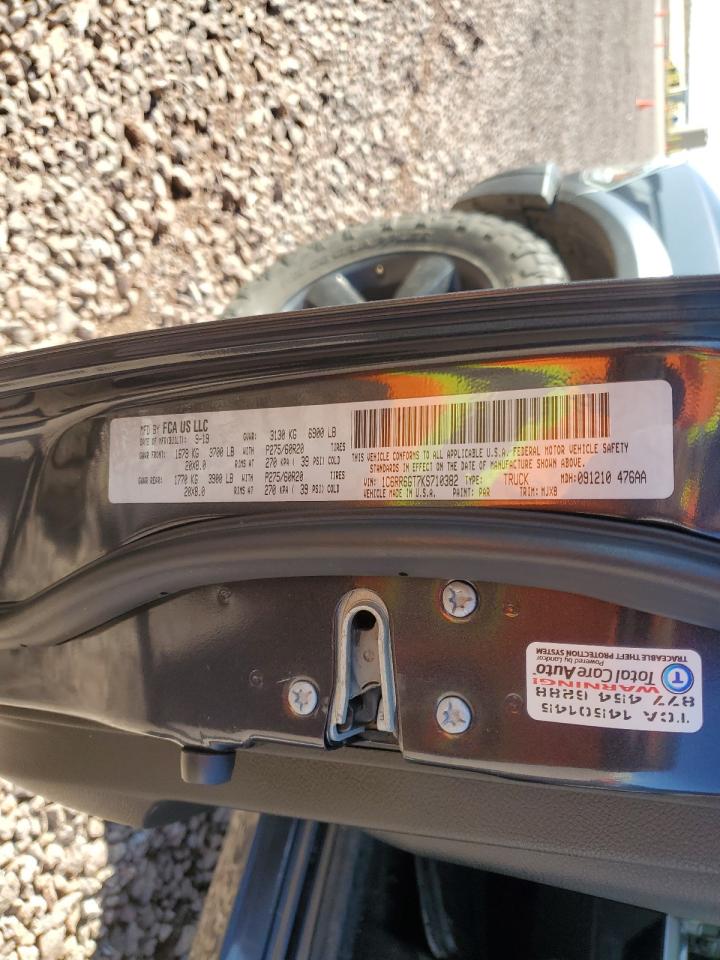 MFD BY FCA US LLC
DATE OF MFR(BUILT): 9-19 GVWR: 3130 KG 6900 LB
GAWR FRONT: 1679 KG 3700 LB WITH P275/60R20 TIRES
20X8.0 RIMS AT 270 KPA ( 39 PSI) COLD
GAWR REAR: 1770 KG 3900 LB WITH P275/60R20 TIRES
20X8.0 RIMS AT 270 KPA ( 39 PSI) COLD
THIS VEHICLE CONFORMS TO ALL APPLICABLE U.S.A. FEDERAL MOTOR VEHICLE SAFETY
STANDARDS IN EFFECT ON THE DATE OF MANUFACTURE SHOWN ABOVE.
VIN: 1C6RR6GT7KS710382 TYPE: TRUCK MDH: 091210 476AA
VEHICLE MADE IN U.S.A. PAINT: PAR TRIM: MJX8
TCA 1450145
877 454 6288
WARNING!
T Total Care Auto
Powered by Landcar
TRACEABLE THEFT PROTECTION SYSTEM